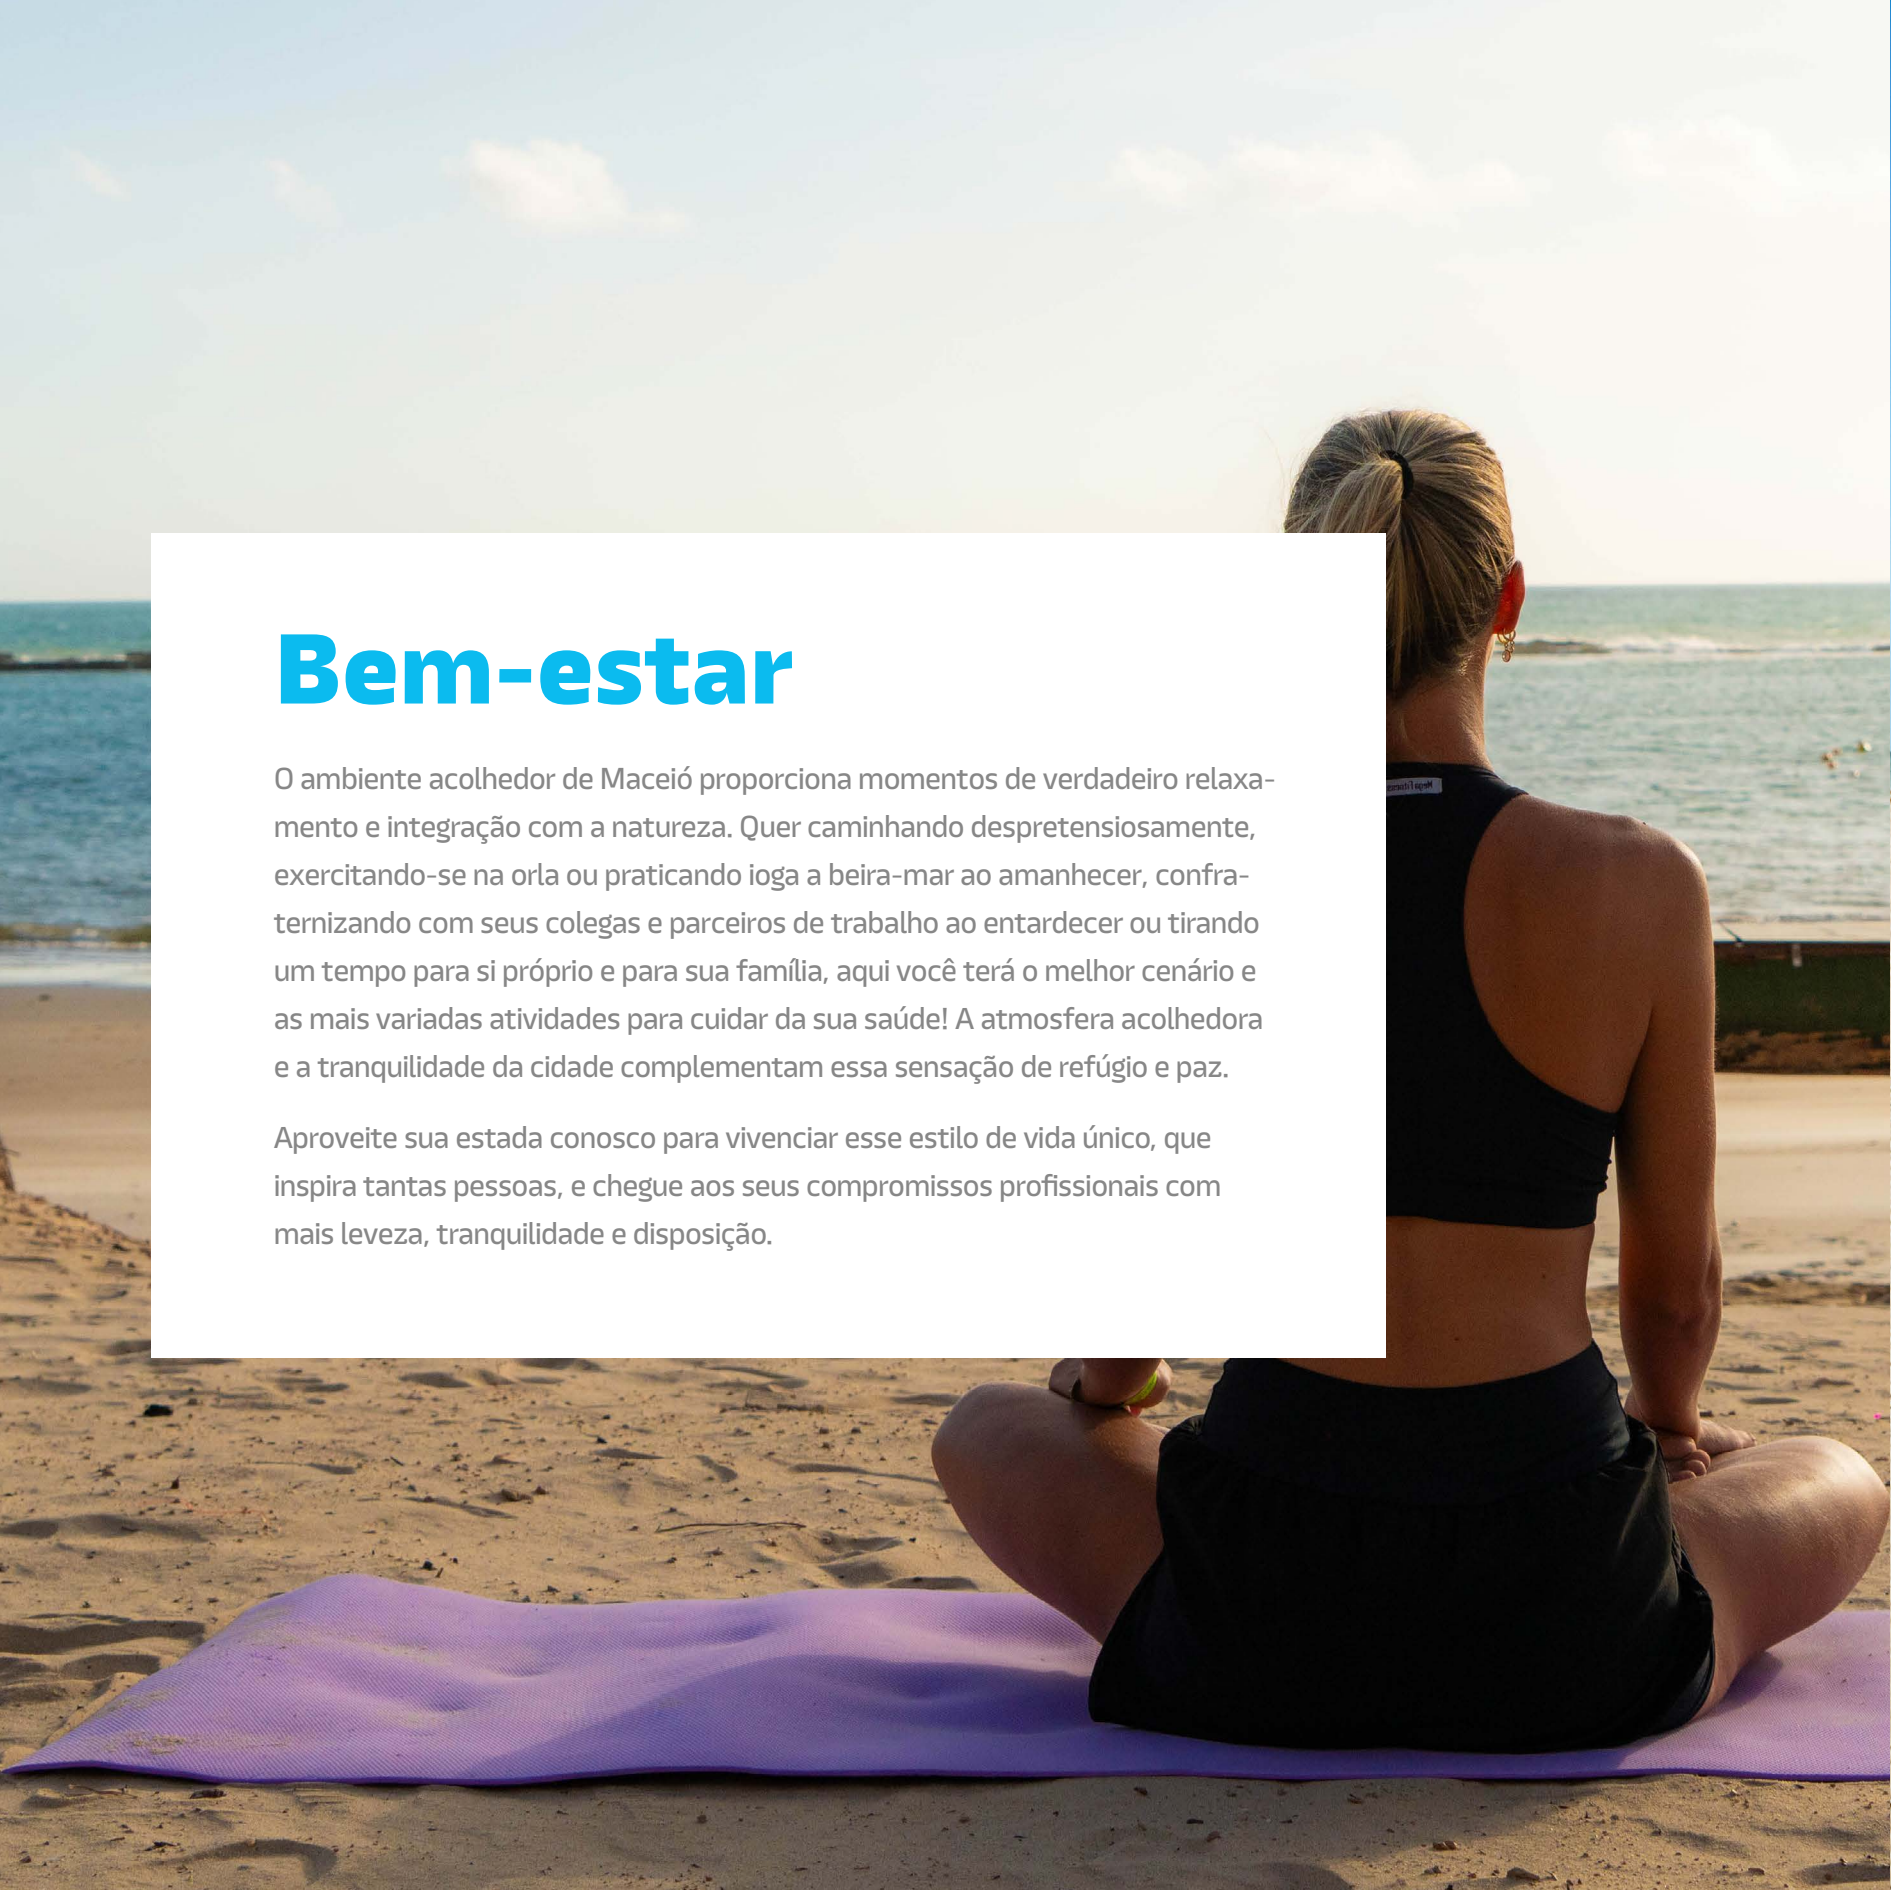 Bem-estar
O ambiente acolhedor de Maceió proporciona momentos de verdadeiro relaxa-
mento e integração com a natureza. Quer caminhando despretensiosamente,
exercitando-se na orla ou praticando ioga a beira-mar ao amanhecer, confra-
ternizando com seus colegas e parceiros de trabalho ao entardecer ou tirando
um tempo para si próprio e para sua família, aqui você terá o melhor cenário e
as mais variadas atividades para cuidar da sua saúde! A atmosfera acolhedora
e a tranquilidade da cidade complementam essa sensação de refúgio e paz.
Aproveite sua estada conosco para vivenciar esse estilo de vida único, que
inspira tantas pessoas, e chegue aos seus compromissos profissionais com
mais leveza, tranquilidade e disposição.